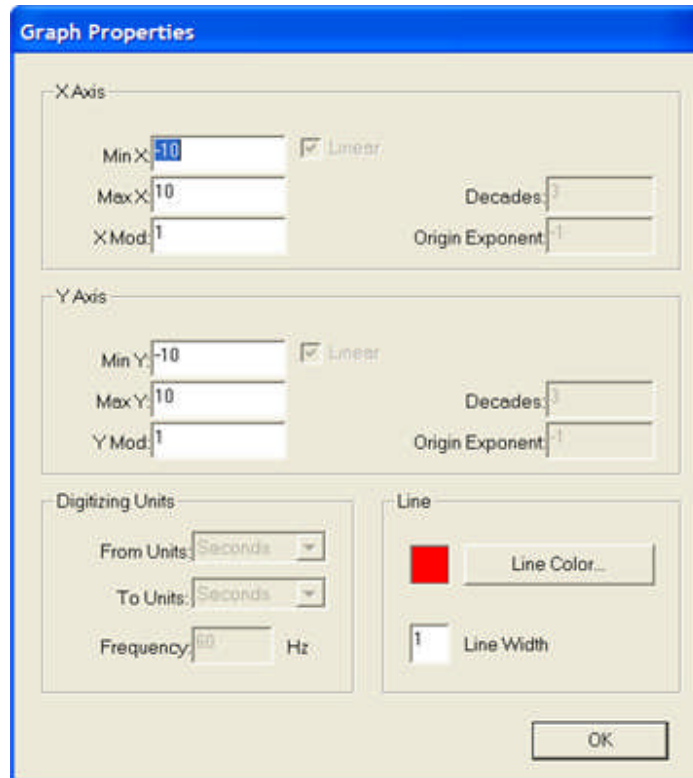 Graph Properties
X Axis
Min X: -10 Linear
Max X: 10 Decades: 3
X Mod: 1 Origin Exponent: -1
Y Axis
Min Y: -10 Linear
Max Y: 10 Decades: 3
Y Mod: 1 Origin Exponent: -1
Digitizing Units
From Units: Seconds
To Units: Seconds
Frequency: 60 Hz
Line
Line Color...
1 Line Width
OK